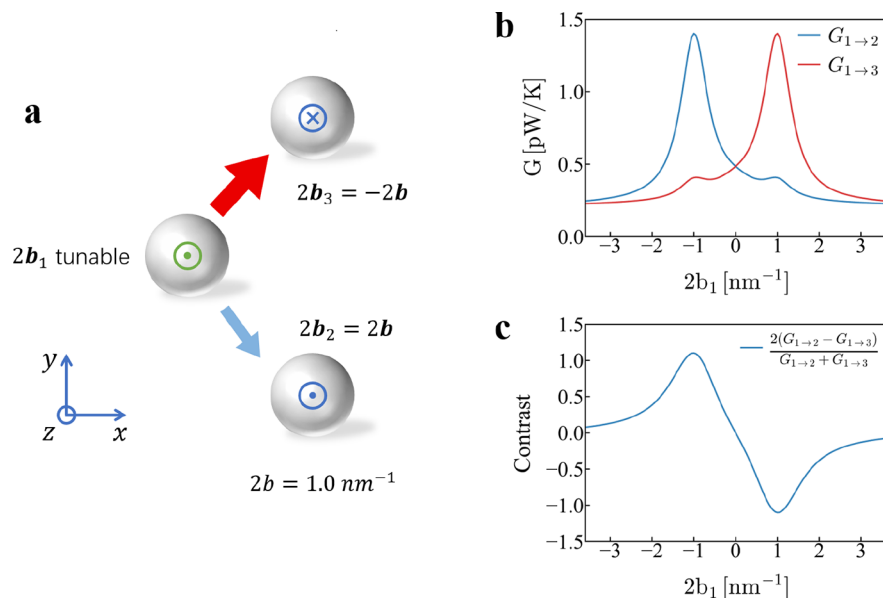 a
2b₃ = −2b
2b₁ tunable
2b₂ = 2b
y
z
x
2b = 1.0 nm⁻¹
b
G₁→₂
G₁→₃
G [pW/K]
1.5
1.0
0.5
0.0
−3 −2 −1 0 1 2 3
2b₁ [nm⁻¹]
c
2(G₁→₂ − G₁→₃)
G₁→₂ + G₁→₃
Contrast
1.5
1.0
0.5
0.0
−0.5
−1.0
−1.5
−3 −2 −1 0 1 2 3
2b₁ [nm⁻¹]